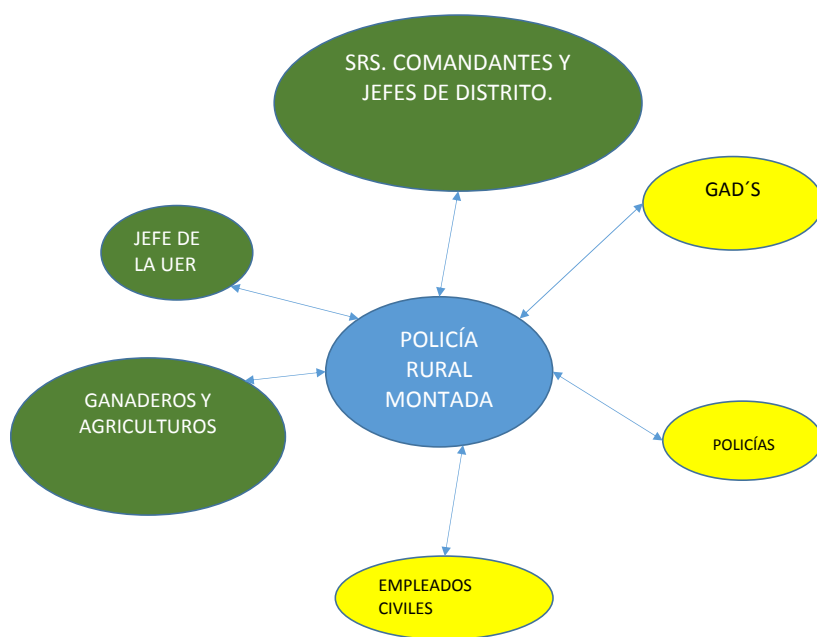 SRS. COMANDANTES Y
JEFES DE DISTRITO.
GAD´S
JEFE DE
LA UER
POLICÍA
RURAL
MONTADA
GANADEROS Y
AGRICULTUROS
POLICÍAS
EMPLEADOS
CIVILES